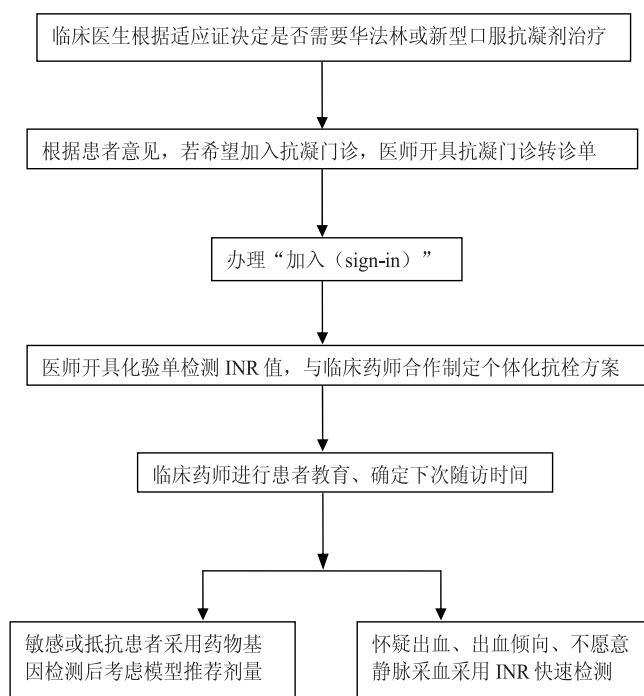 临床医生根据适应证决定是否需要华法林或新型口服抗凝剂治疗
根据患者意见，若希望加入抗凝门诊，医师开具抗凝门诊转诊单
办理“加入（sign-in）”
医师开具化验单检测 INR 值，与临床药师合作制定个体化抗栓方案
临床药师进行患者教育、确定下次随访时间
敏感或抵抗患者采用药物基
因检测后考虑模型推荐剂量
怀疑出血、出血倾向、不愿意
静脉采血采用 INR 快速检测